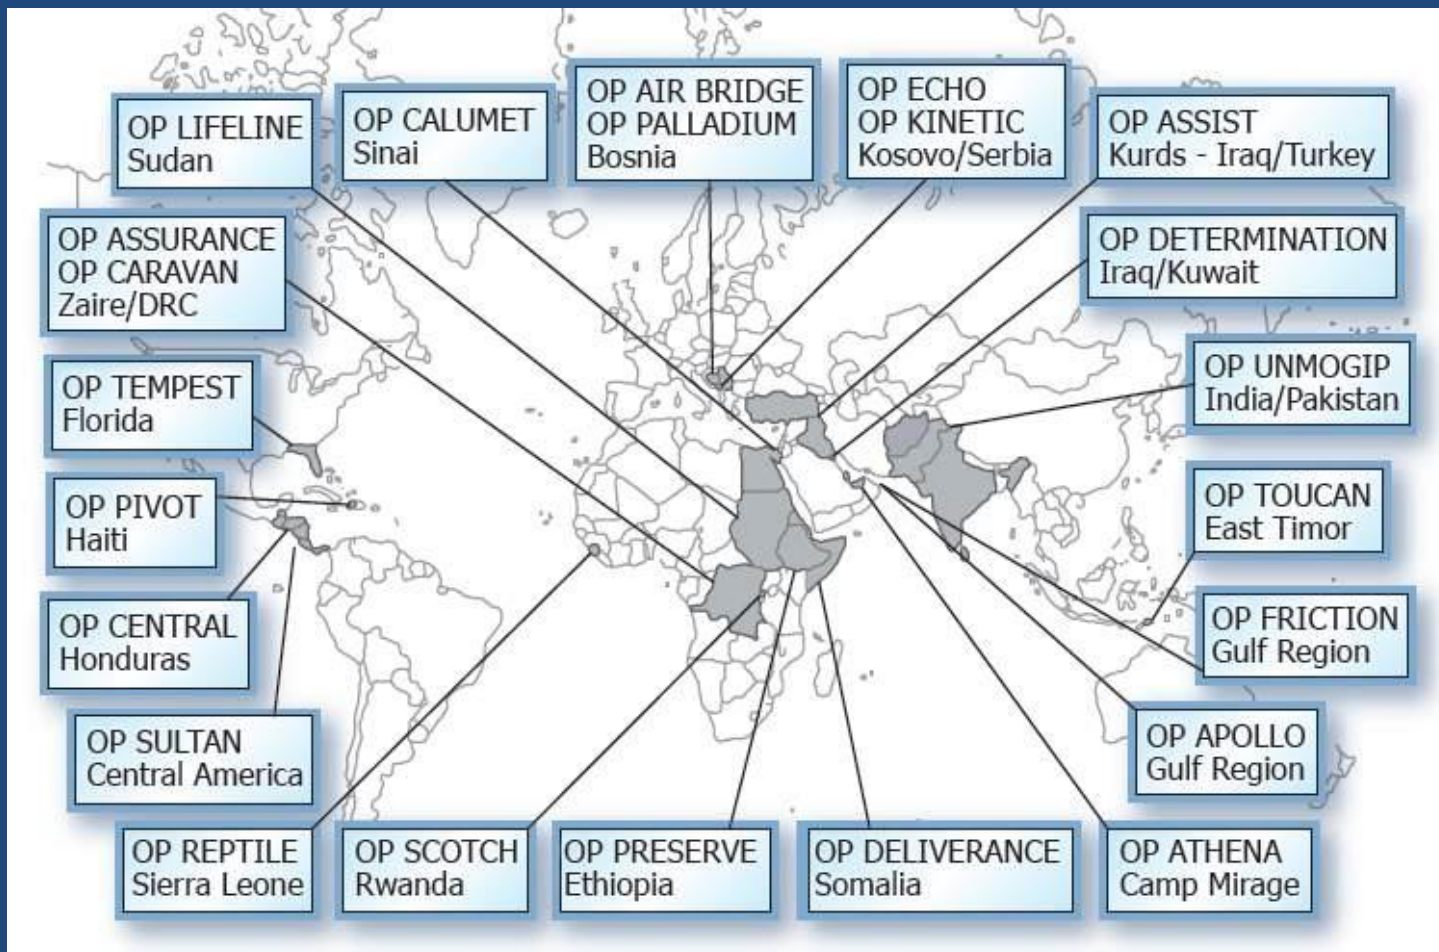 OP LIFELINE
Sudan
OP CALUMET
Sinai
OP AIR BRIDGE
OP PALLADIUM
Bosnia
OP ECHO
OP KINETIC
Kosovo/Serbia
OP ASSIST
Kurds - Iraq/Turkey
OP ASSURANCE
OP CARAVAN
Zaire/DRC
OP DETERMINATION
Iraq/Kuwait
OP TEMPEST
Florida
OP UNMOGIP
India/Pakistan
OP PIVOT
Haiti
OP TOUCAN
East Timor
OP CENTRAL
Honduras
OP FRICTION
Gulf Region
OP SULTAN
Central America
OP APOLLO
Gulf Region
OP REPTILE
Sierra Leone
OP SCOTCH
Rwanda
OP PRESERVE
Ethiopia
OP DELIVERANCE
Somalia
OP ATHENA
Camp Mirage